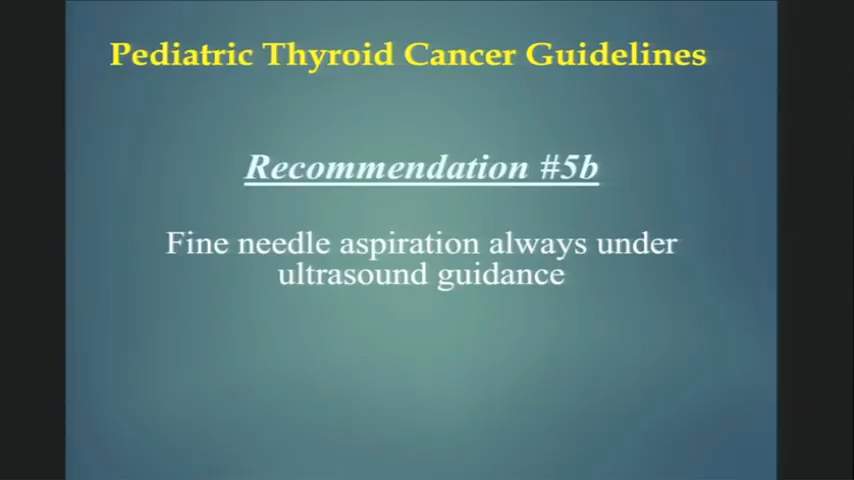 Pediatric Thyroid Cancer Guidelines
Recommendation #5b
Fine needle aspiration always under
ultrasound guidance